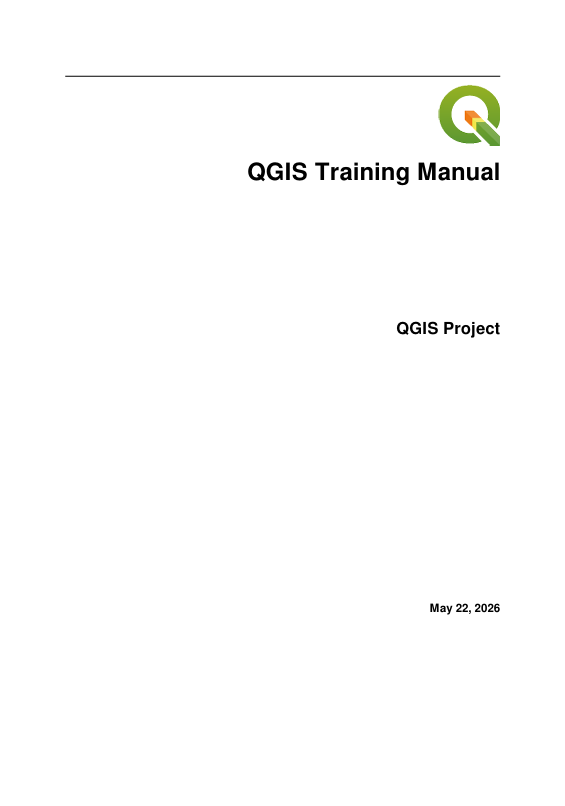 QGIS Training Manual
QGIS Project
May 22, 2026